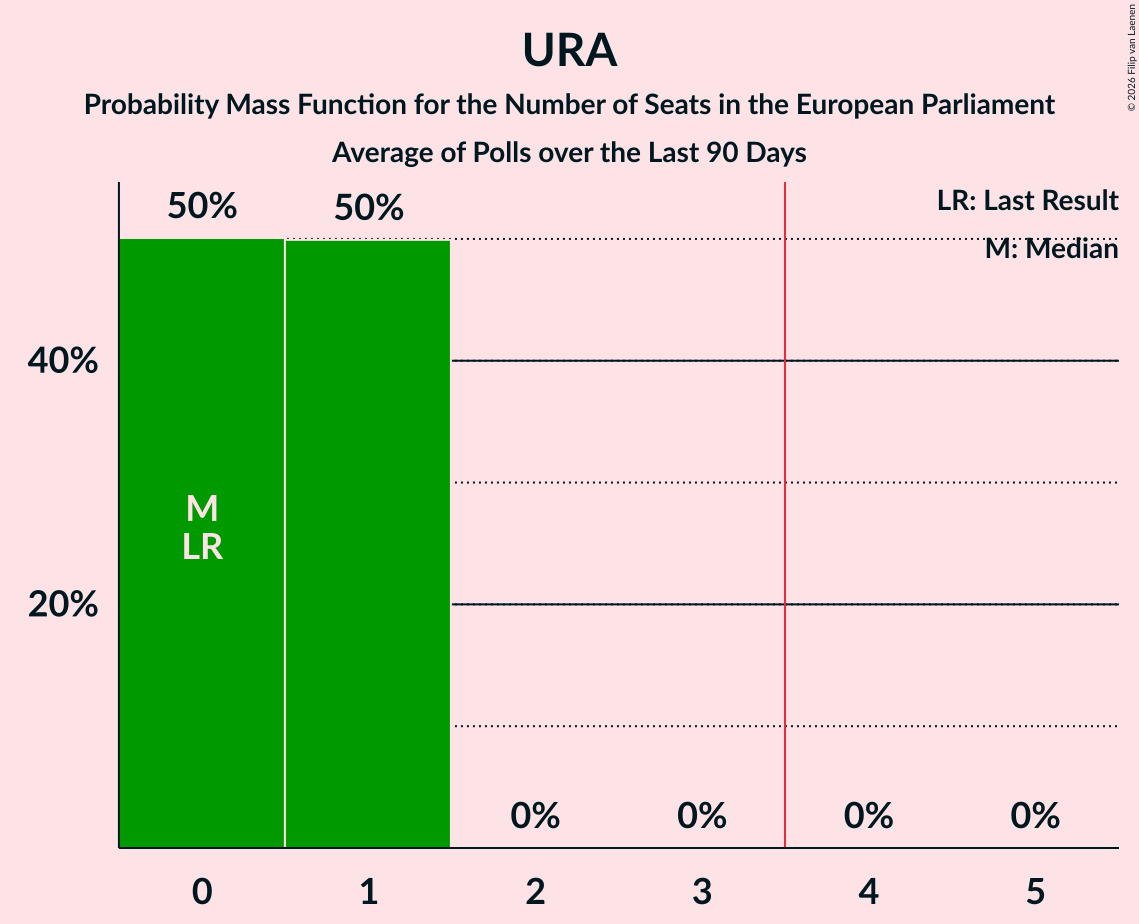 URA
Probability Mass Function for the Number of Seats in the European Parliament
Average of Polls over the Last 90 Days
© 2026 Filip van Laenen
50% 50%
LR: Last Result
M: Median
40%
20%
M
LR
0% 0% 0% 0%
0 1 2 3 4 5